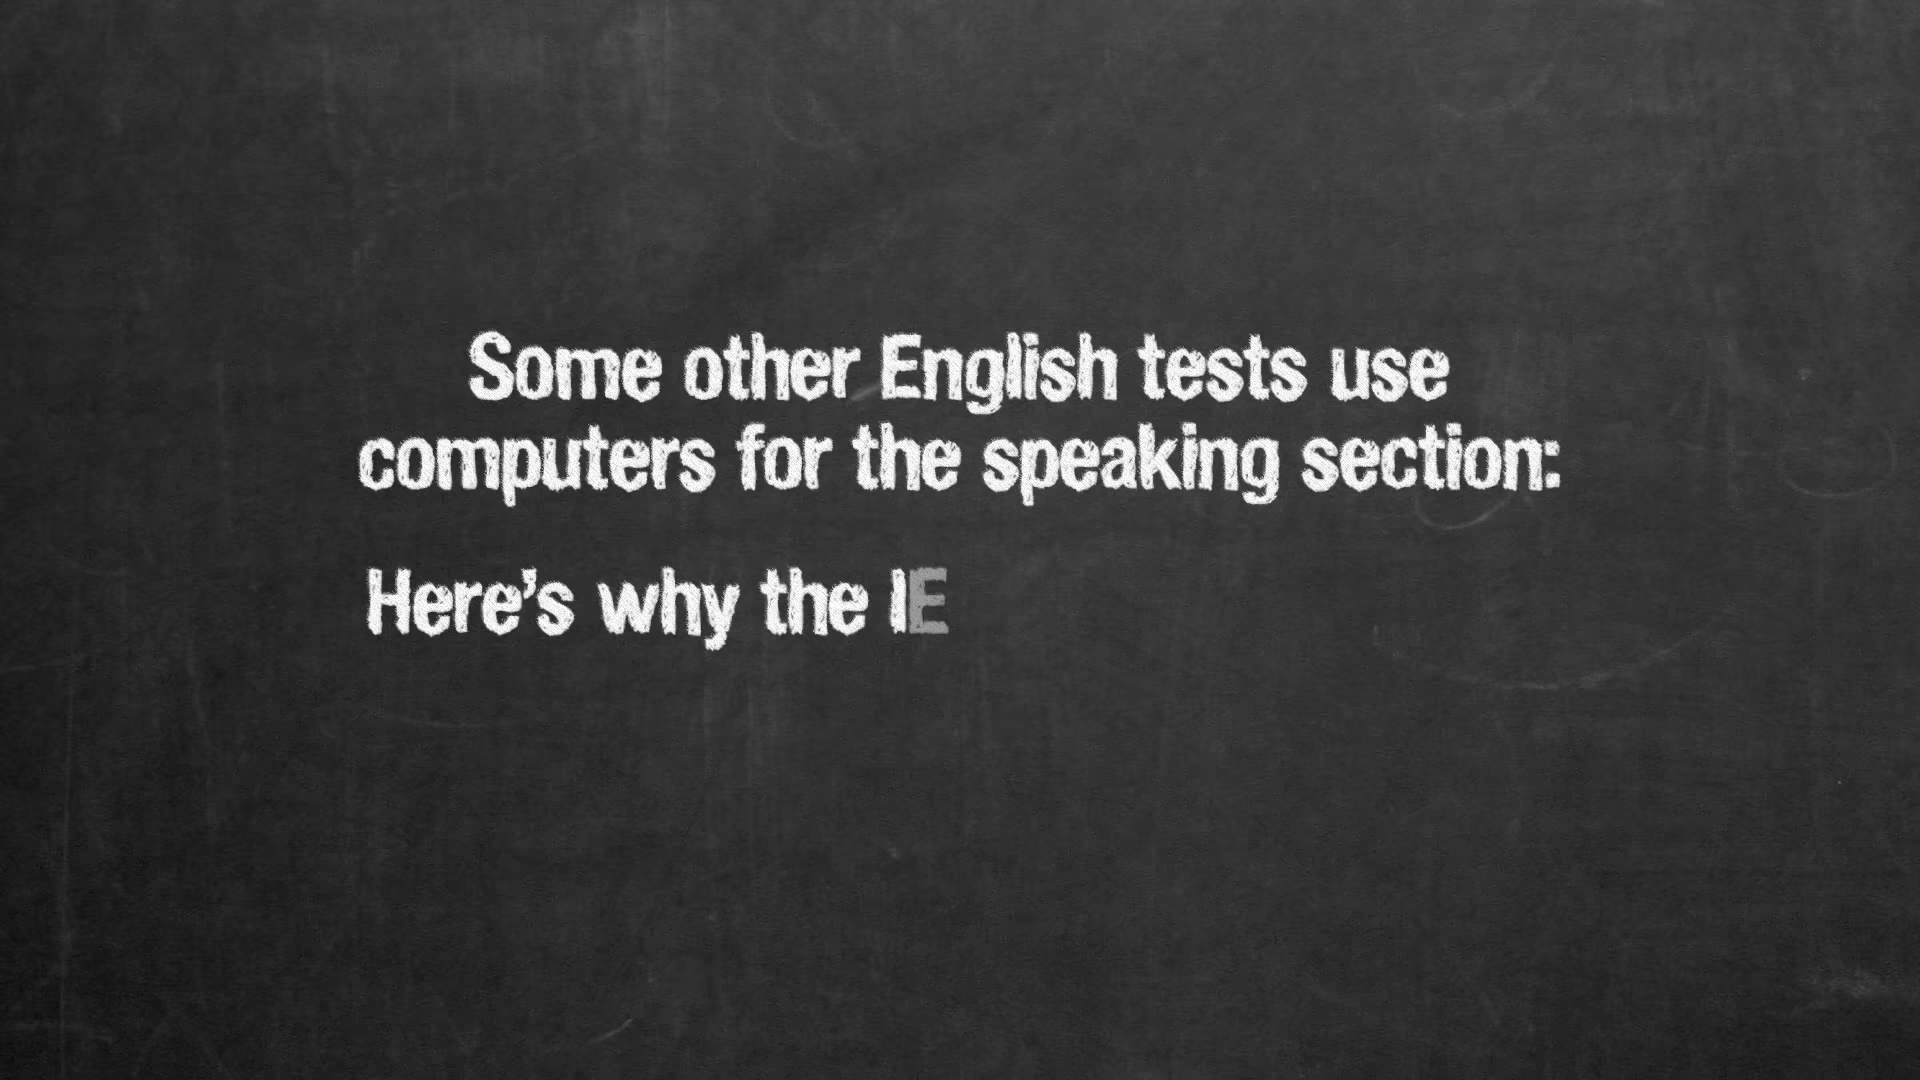 Some other English tests use
computers for the speaking section:
Here's why the IE